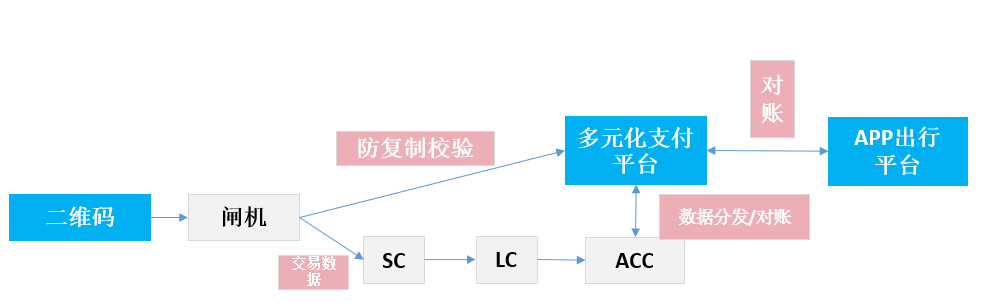 对
账
防复制校验
多元化支付
平台
APP出行
平台
二维码
闸机
数据分发/对账
交易数
据
SC
LC
ACC